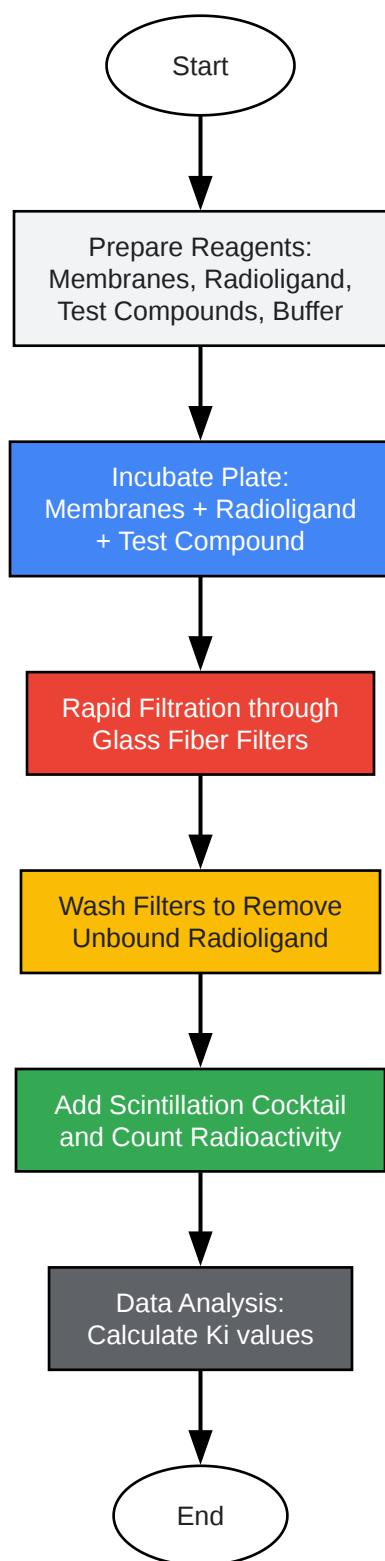 Start
Prepare Reagents:
Membranes, Radioligand,
Test Compounds, Buffer
Incubate Plate:
Membranes + Radioligand
+ Test Compound
Rapid Filtration through
Glass Fiber Filters
Wash Filters to Remove
Unbound Radioligand
Add Scintillation Cocktail
and Count Radioactivity
Data Analysis:
Calculate Ki values
End